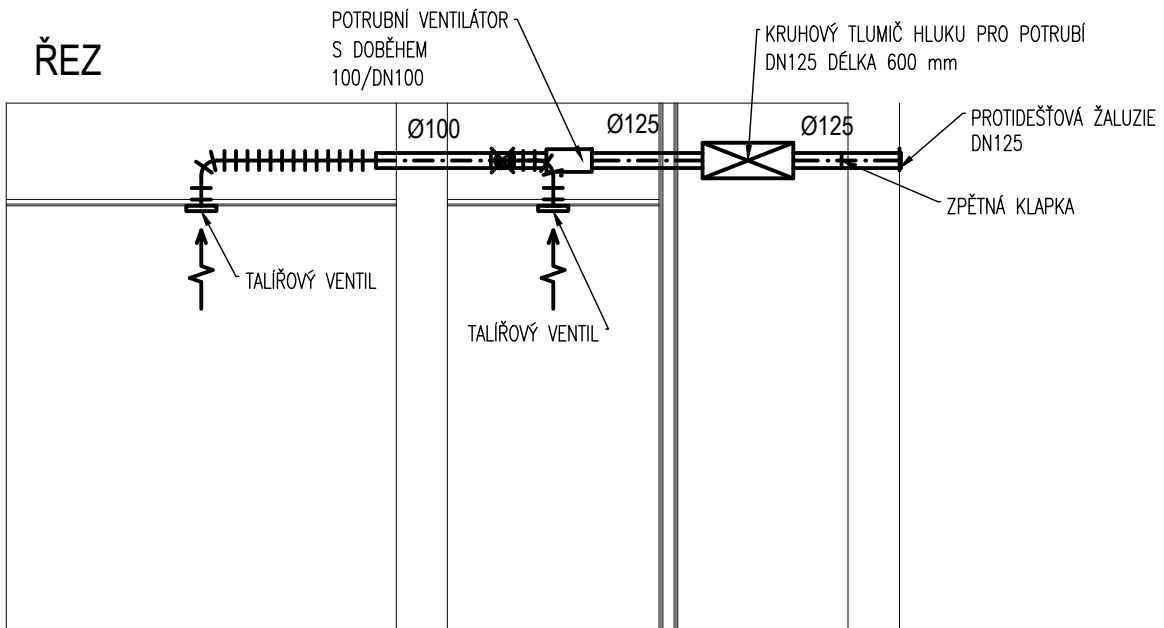 ŘEZ
POTRUBNÍ VENTILÁTOR
S DOBĚHEM
100/DN100
KRUHOVÝ TLUMIČ HLUKU PRO POTRUBÍ
DN125 DÉLKA 600 mm
Ø100
Ø125
Ø125
PROTIDEŠŤOVÁ ŽALUZIE
DN125
ZPĚTNÁ KLAPKA
TALÍŘOVÝ VENTIL
TALÍŘOVÝ VENTIL